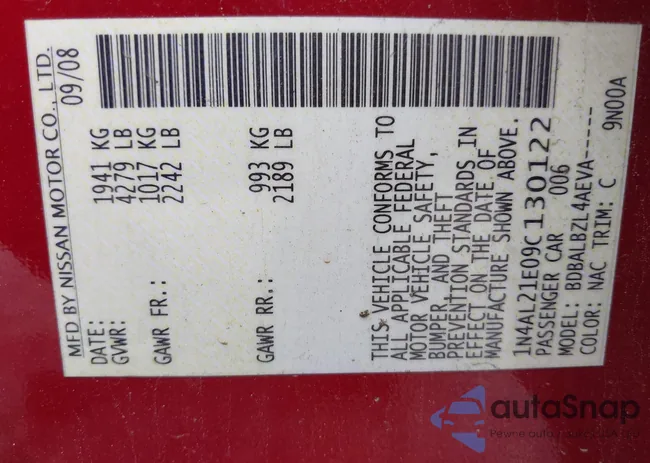 MFD BY NISSAN MOTOR CO., LTD.
DATE: 09/08
GVWR: 1941 KG
4279 LB
GAWR FR.: 1017 KG
2242 LB
GAWR RR.: 993 KG
2189 LB
THIS VEHICLE CONFORMS TO
ALL APPLICABLE FEDERAL
MOTOR VEHICLE SAFETY,
BUMPER, AND THEFT
PREVENTION STANDARDS IN
EFFECT ON THE DATE OF
MANUFACTURE SHOWN ABOVE.
1N4AL21E09C130122
PASSENGER CAR 006
MODEL: BDBALBZL4AEVA-----
COLOR: NAC TRIM: C 9N00A
autoSnap